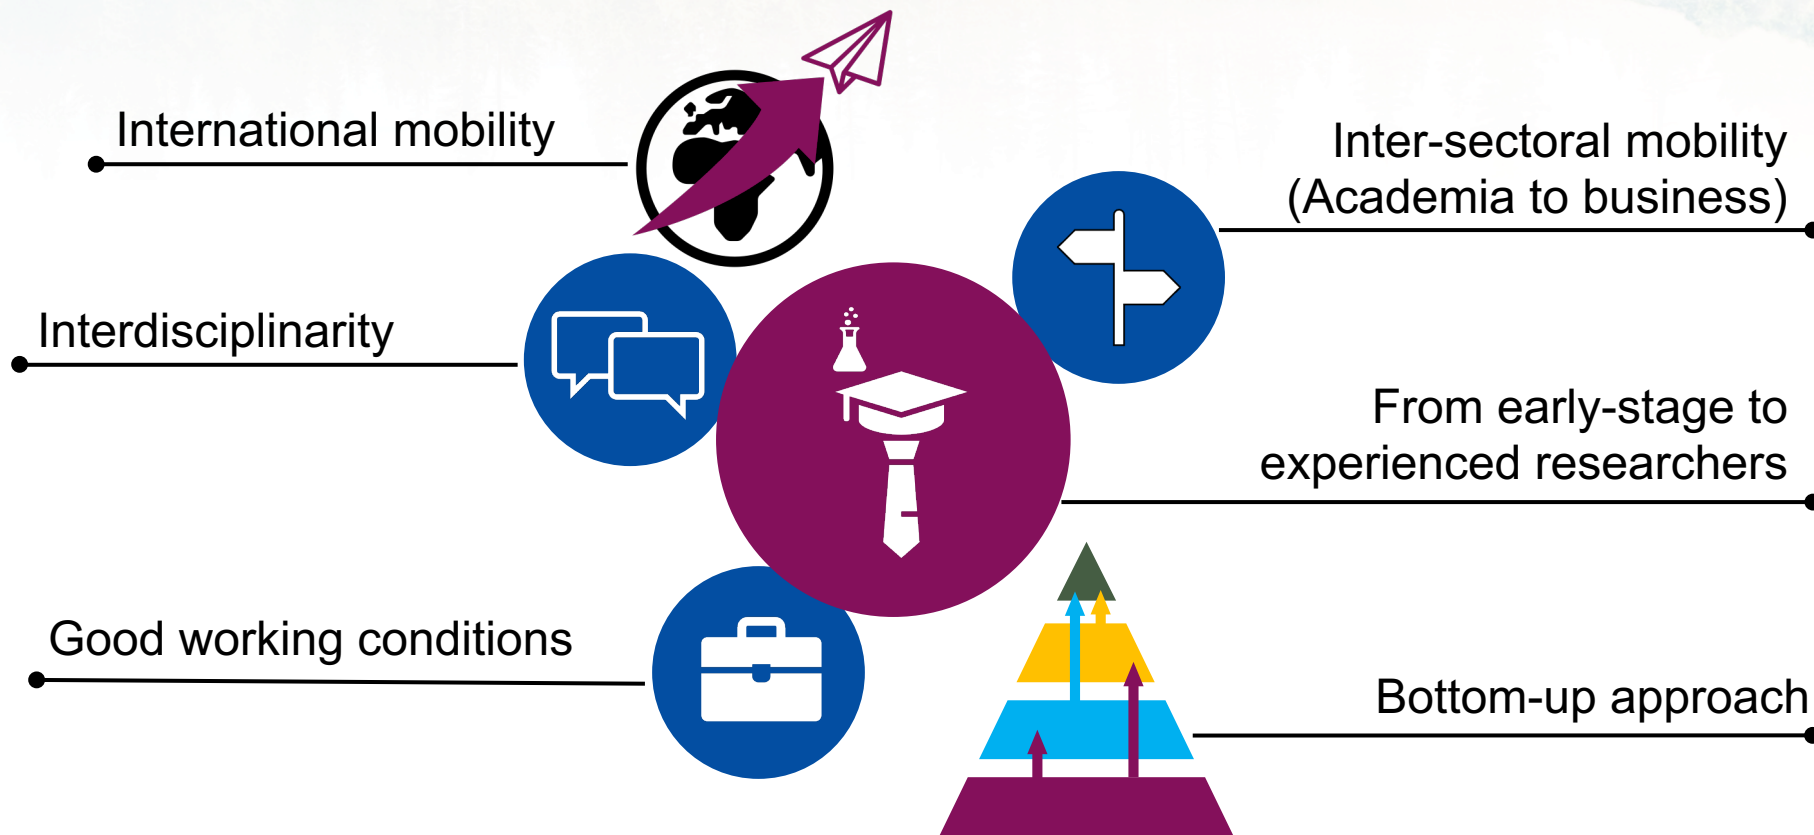 International mobility
Inter-sectoral mobility
(Academia to business)
Interdisciplinarity
From early-stage to
experienced researchers
Good working conditions
Bottom-up approach